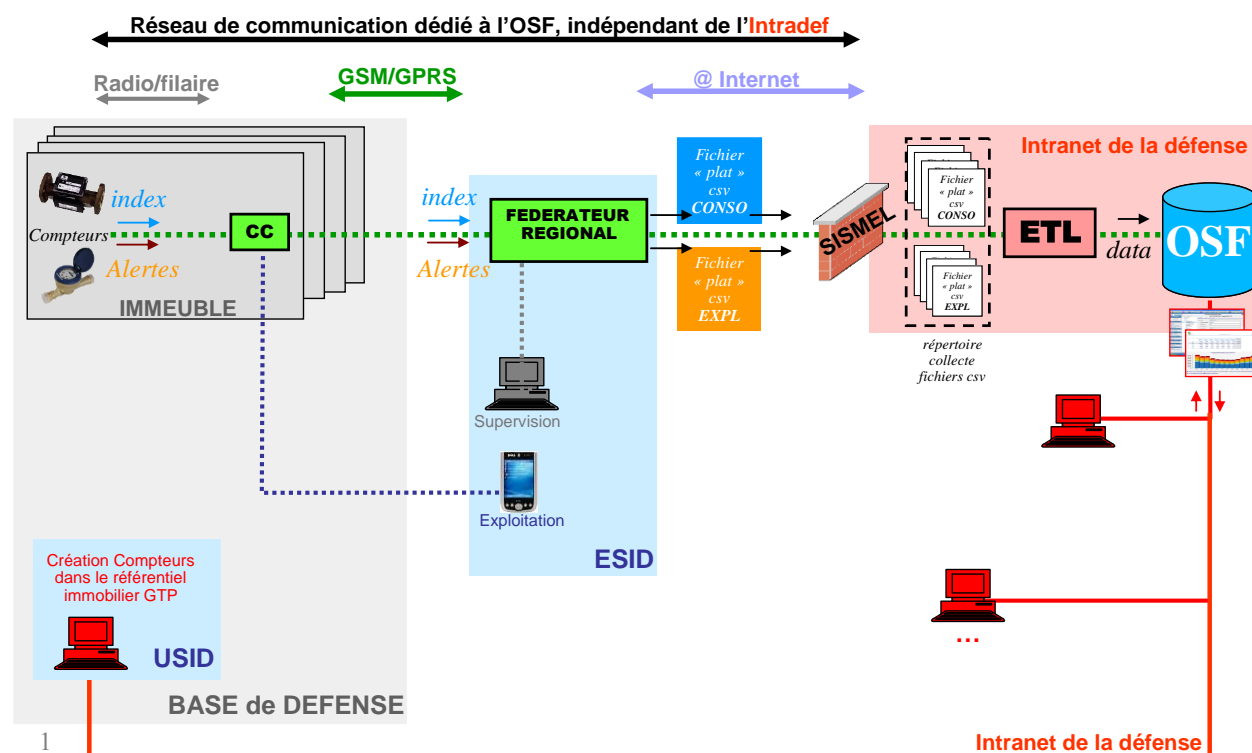 Réseau de communication dédié à l'OSF, indépendant de l'Intradef
Radio/filaire
GSM/GPRS
@ Internet
index
Compteurs
Alertes
CC
IMMEUBLE
index
Alertes
FEDERATEUR
REGIONAL
Supervision
Exploitation
ESID
Fichier
« plat »
csv
CONSO
Fichier
« plat »
csv
EXPL
SISMEL
Intranet de la défense
Fichier
« plat »
csv
CONSO
Fichier
« plat »
csv
EXPL
répertoire
collecte
fichiers csv
ETL
data
OSF
...
Création Compteurs
dans le référentiel
immobilier GTP
USID
BASE de DEFENSE
1
Intranet de la défense